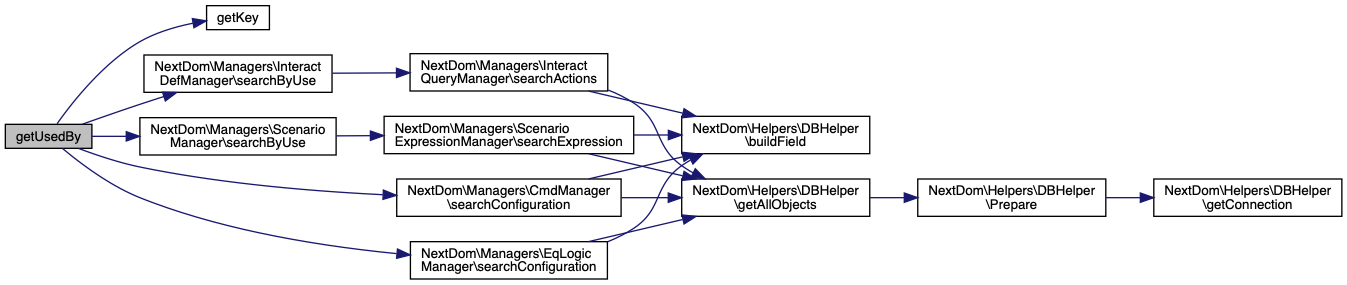 getKey
NextDom\Managers\Interact
DefManager\searchByUse
NextDom\Managers\Interact
QueryManager\searchActions
getUsedBy
NextDom\Managers\Scenario
Manager\searchByUse
NextDom\Managers\Scenario
ExpressionManager\searchExpression
NextDom\Helpers\DBHelper
\buildField
NextDom\Managers\CmdManager
\searchConfiguration
NextDom\Helpers\DBHelper
\getAllObjects
NextDom\Helpers\DBHelper
\Prepare
NextDom\Helpers\DBHelper
\getConnection
NextDom\Managers\EqLogic
Manager\searchConfiguration